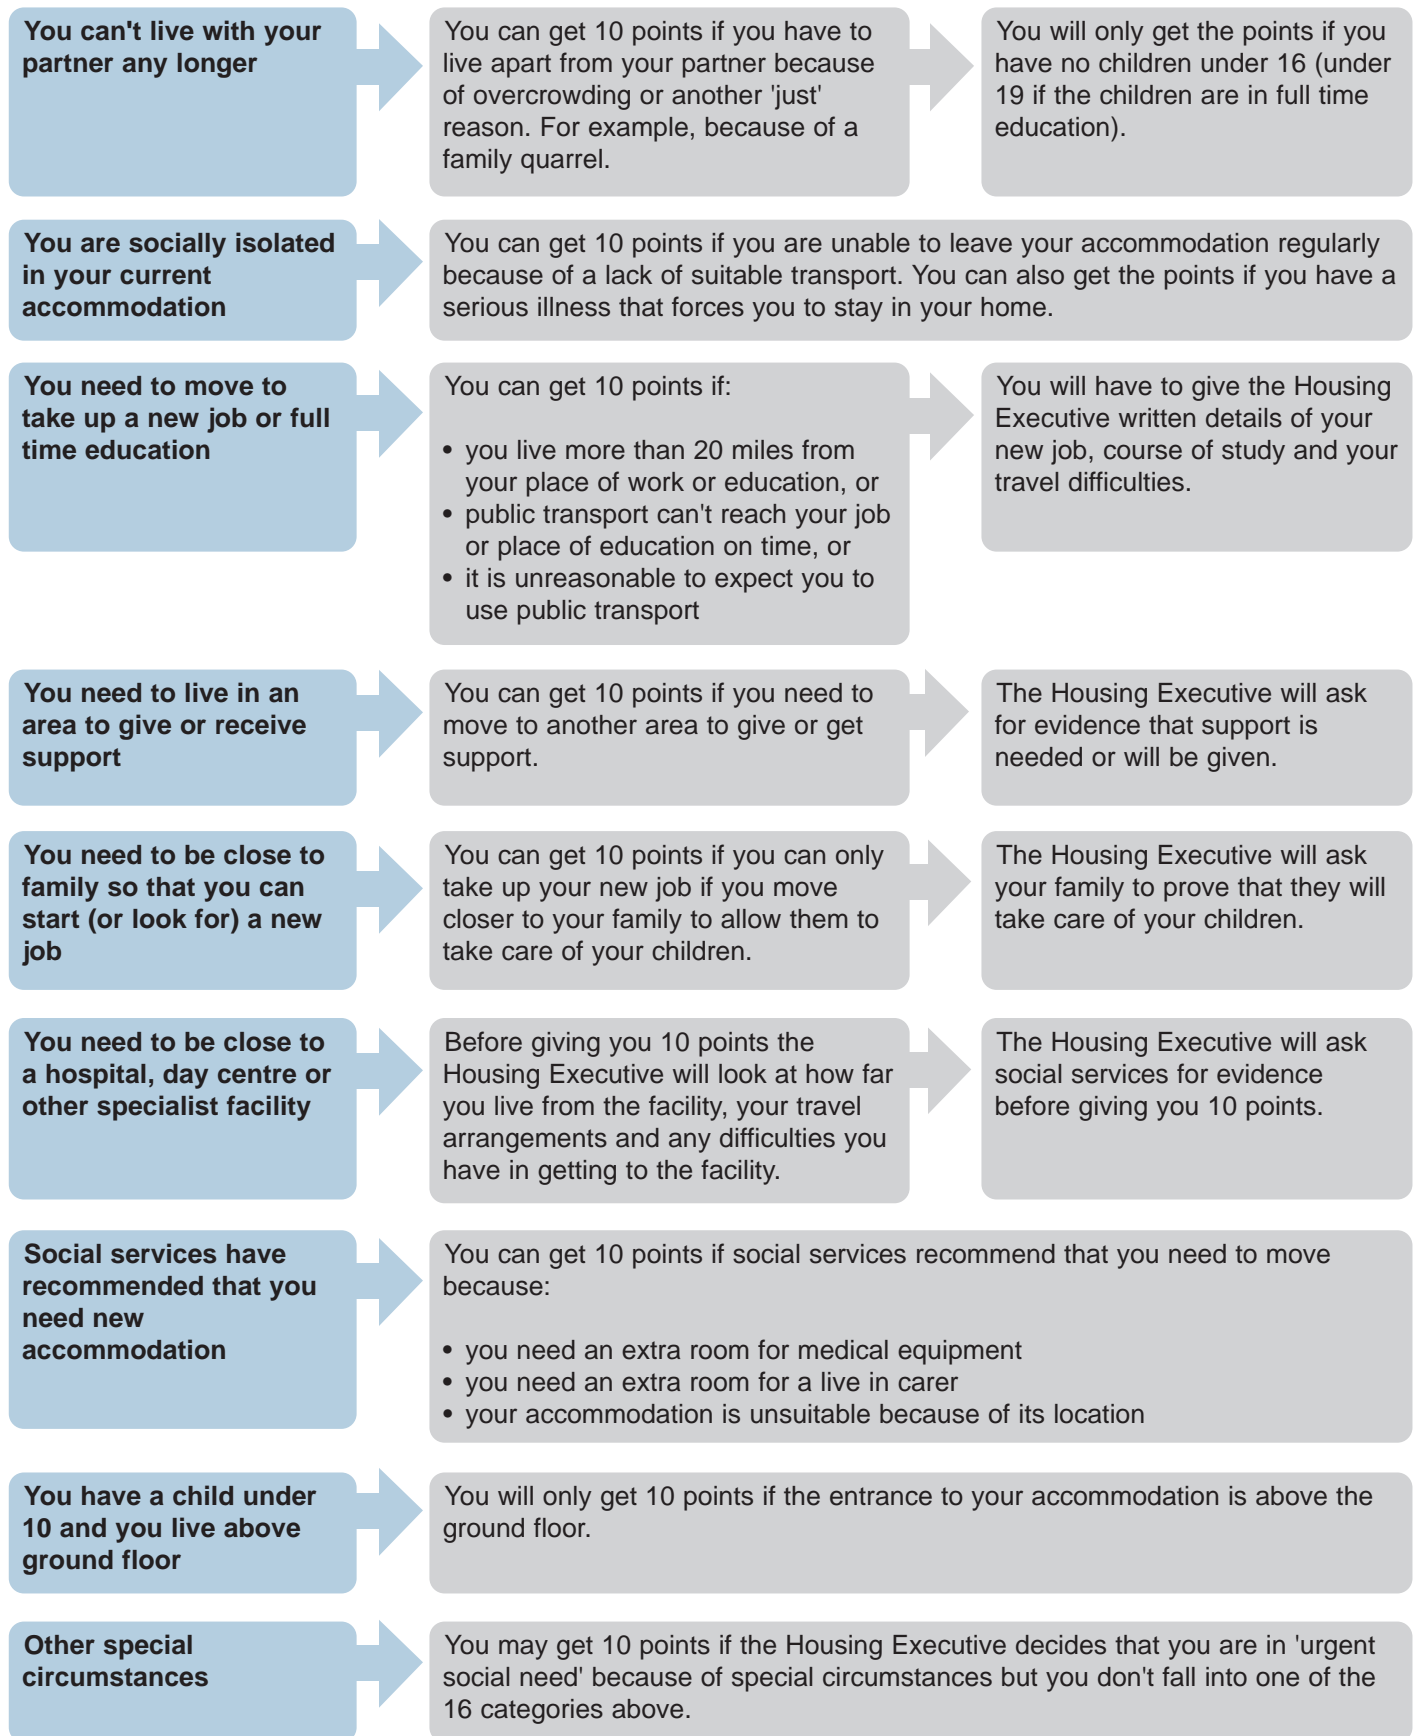 You can't live with your
partner any longer
You can get 10 points if you have to
live apart from your partner because
of overcrowding or another 'just'
reason. For example, because of a
family quarrel.
You will only get the points if you
have no children under 16 (under
19 if the children are in full time
education).
You are socially isolated
in your current
accommodation
You can get 10 points if you are unable to leave your accommodation regularly
because of a lack of suitable transport. You can also get the points if you have a
serious illness that forces you to stay in your home.
You need to move to
take up a new job or full
time education
You can get 10 points if:
• you live more than 20 miles from
your place of work or education, or
• public transport can't reach your job
or place of education on time, or
• it is unreasonable to expect you to
use public transport
You will have to give the Housing
Executive written details of your
new job, course of study and your
travel difficulties.
You need to live in an
area to give or receive
support
You can get 10 points if you need to
move to another area to give or get
support.
The Housing Executive will ask
for evidence that support is
needed or will be given.
You need to be close to
family so that you can
start (or look for) a new
job
You can get 10 points if you can only
take up your new job if you move
closer to your family to allow them to
take care of your children.
The Housing Executive will ask
your family to prove that they will
take care of your children.
You need to be close to
a hospital, day centre or
other specialist facility
Before giving you 10 points the
Housing Executive will look at how far
you live from the facility, your travel
arrangements and any difficulties you
have in getting to the facility.
The Housing Executive will ask
social services for evidence
before giving you 10 points.
Social services have
recommended that you
need new
accommodation
You can get 10 points if social services recommend that you need to move
because:
• you need an extra room for medical equipment
• you need an extra room for a live in carer
• your accommodation is unsuitable because of its location
You have a child under
10 and you live above
ground floor
You will only get 10 points if the entrance to your accommodation is above the
ground floor.
Other special
circumstances
You may get 10 points if the Housing Executive decides that you are in 'urgent
social need' because of special circumstances but you don't fall into one of the
16 categories above.